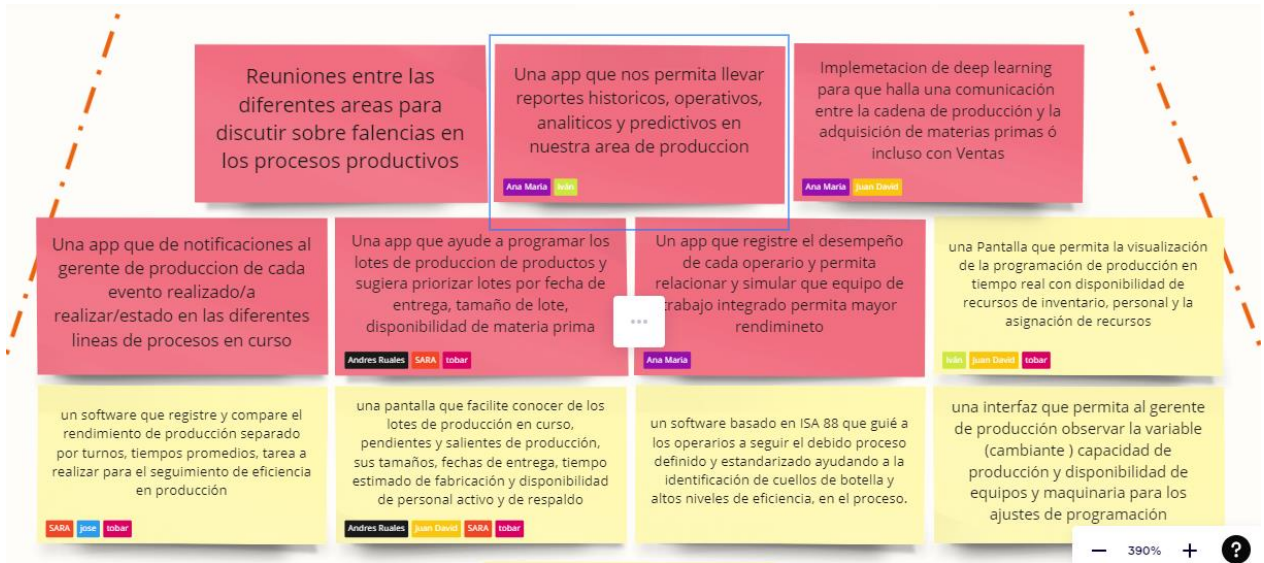 Reuniones entre las
diferentes areas para
discutir sobre falencias en
los procesos productivos
Una app que nos permita llevar
reportes historicos, operativos,
analiticos y predictivos en
nuestra area de produccion
Ana Maria Iván
Implemetacion de deep learning
para que halla una comunicación
entre la cadena de producción y la
adquisición de materias primas ó
incluso con Ventas
Ana Maria Juan David
Una app que de notificaciones al
gerente de produccion de cada
evento realizado/a
realizar/estado en las diferentes
lineas de procesos en curso
Una app que ayude a programar los
lotes de produccion de productos y
sugiera priorizar lotes por fecha de
entrega, tamaño de lote,
disponibilidad de materia prima
Andres Ruales SARA tobar
Un app que registre el desempeño
de cada operario y permita
relacionar y simular que equipo de
trabajo integrado permita mayor
rendimineto
Ana Maria
una Pantalla que permita la visualización
de la programación de producción en
tiempo real con disponibilidad de
recursos de inventario, personal y la
asignación de recursos
Iván Juan David tobar
un software que registre y compare el
rendimiento de producción separado
por turnos, tiempos promedios, tarea a
realizar para el seguimiento de eficiencia
en producción
SARA jose tobar
una pantalla que facilite conocer de los
lotes de producción en curso,
pendientes y salientes de producción,
sus tamaños, fechas de entrega, tiempo
estimado de fabricación y disponibilidad
de personal activo y de respaldo
Andres Ruales Juan David SARA tobar
un software basado en ISA 88 que guié a
los operarios a seguir el debido proceso
definido y estandarizado ayudando a la
identificación de cuellos de botella y
altos niveles de eficiencia, en el proceso.
una interfaz que permita al gerente
de producción observar la variable
(cambiante ) capacidad de
producción y disponibilidad de
equipos y maquinaria para los
ajustes de programación
— 390% + ?